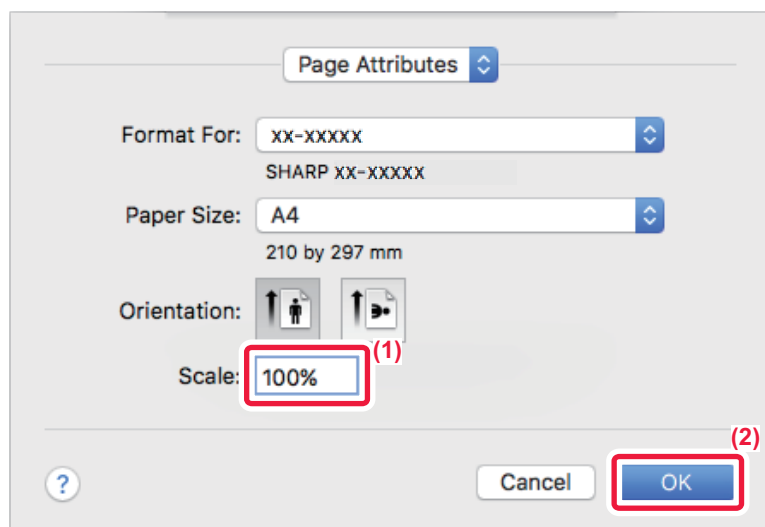 Page Attributes
Format For: xx-xxxxx
SHARP xx-xxxxx
Paper Size: A4
210 by 297 mm
Orientation:
(1)
Scale: 100%
(2)
? Cancel OK